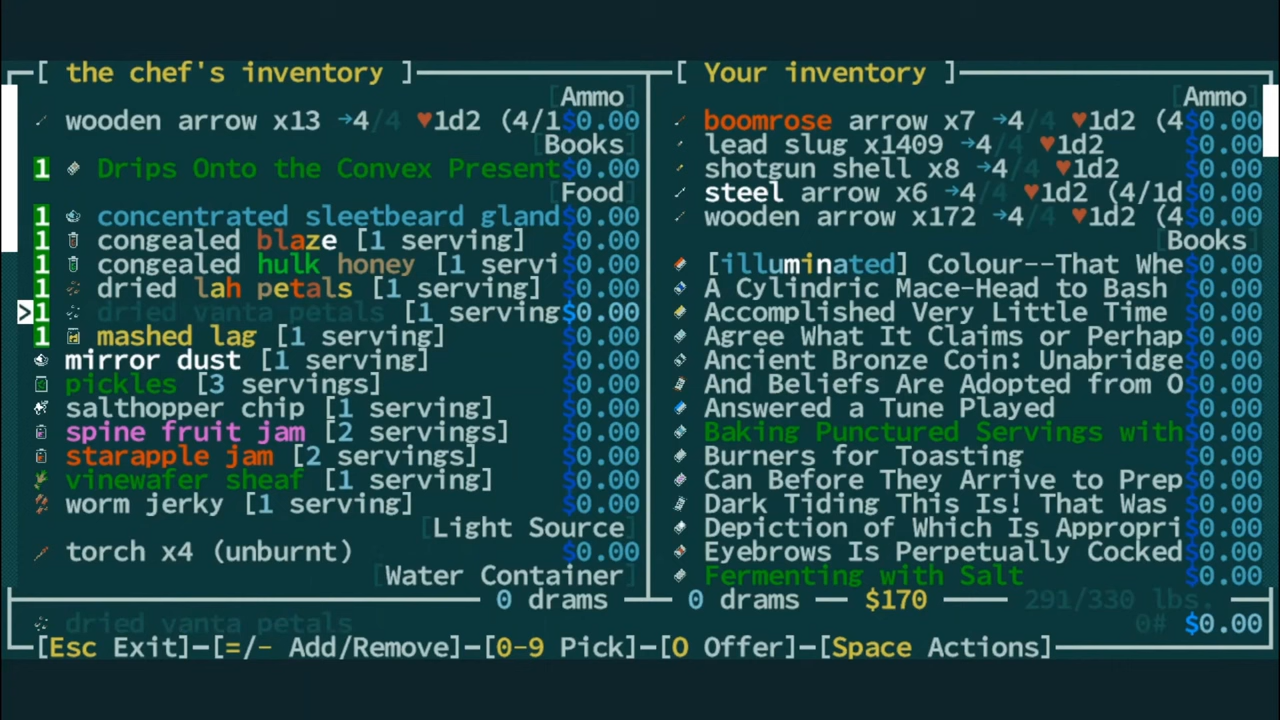 [ the chef's inventory ]
[Ammo]
wooden arrow x13 →4/4 ♥1d2 (4/1 $0.00
[Books]
1 Drips Onto the Convex Present $0.00
[Food]
1 concentrated sleetbeard gland $0.00
1 congealed blaze [1 serving] $0.00
1 congealed hulk honey [1 servi $0.00
1 dried lah petals [1 serving] $0.00
>1 dried vanta petals [1 serving $0.00
1 mashed lag [1 serving] $0.00
mirror dust [1 serving] $0.00
pickles [3 servings] $0.00
salthopper chip [1 serving] $0.00
spine fruit jam [2 servings] $0.00
starapple jam [2 servings] $0.00
vinewafer sheaf [1 serving] $0.00
worm jerky [1 serving] $0.00
[Light Source]
torch x4 (unburnt) $0.00
[Water Container]
0 drams
dried vanta petals
[ Your inventory ]
[Ammo]
boomrose arrow x7 →4/4 ♥1d2 (4 $0.00
lead slug x1409 →4/4 ♥1d2 $0.00
shotgun shell x8 →4/4 ♥1d2 $0.00
steel arrow x6 →4/4 ♥1d2 (4/1d $0.00
wooden arrow x172 →4/4 ♥1d2 (4 $0.00
[Books]
[illuminated] Colour--That Whe $0.00
A Cylindric Mace-Head to Bash $0.00
Accomplished Very Little Time $0.00
Agree What It Claims or Perhap $0.00
Ancient Bronze Coin: Unabridge $0.00
And Beliefs Are Adopted from O $0.00
Answered a Tune Played $0.00
Baking Punctured Servings with $0.00
Burners for Toasting $0.00
Can Before They Arrive to Prep $0.00
Dark Tiding This Is! That Was $0.00
Depiction of Which Is Appropri $0.00
Eyebrows Is Perpetually Cocked $0.00
Fermenting with Salt $0.00
0 drams — $170 — 291/330 lbs.
0# $0.00
[Esc Exit]—[=/- Add/Remove]—[0-9 Pick]—[O Offer]—[Space Actions]